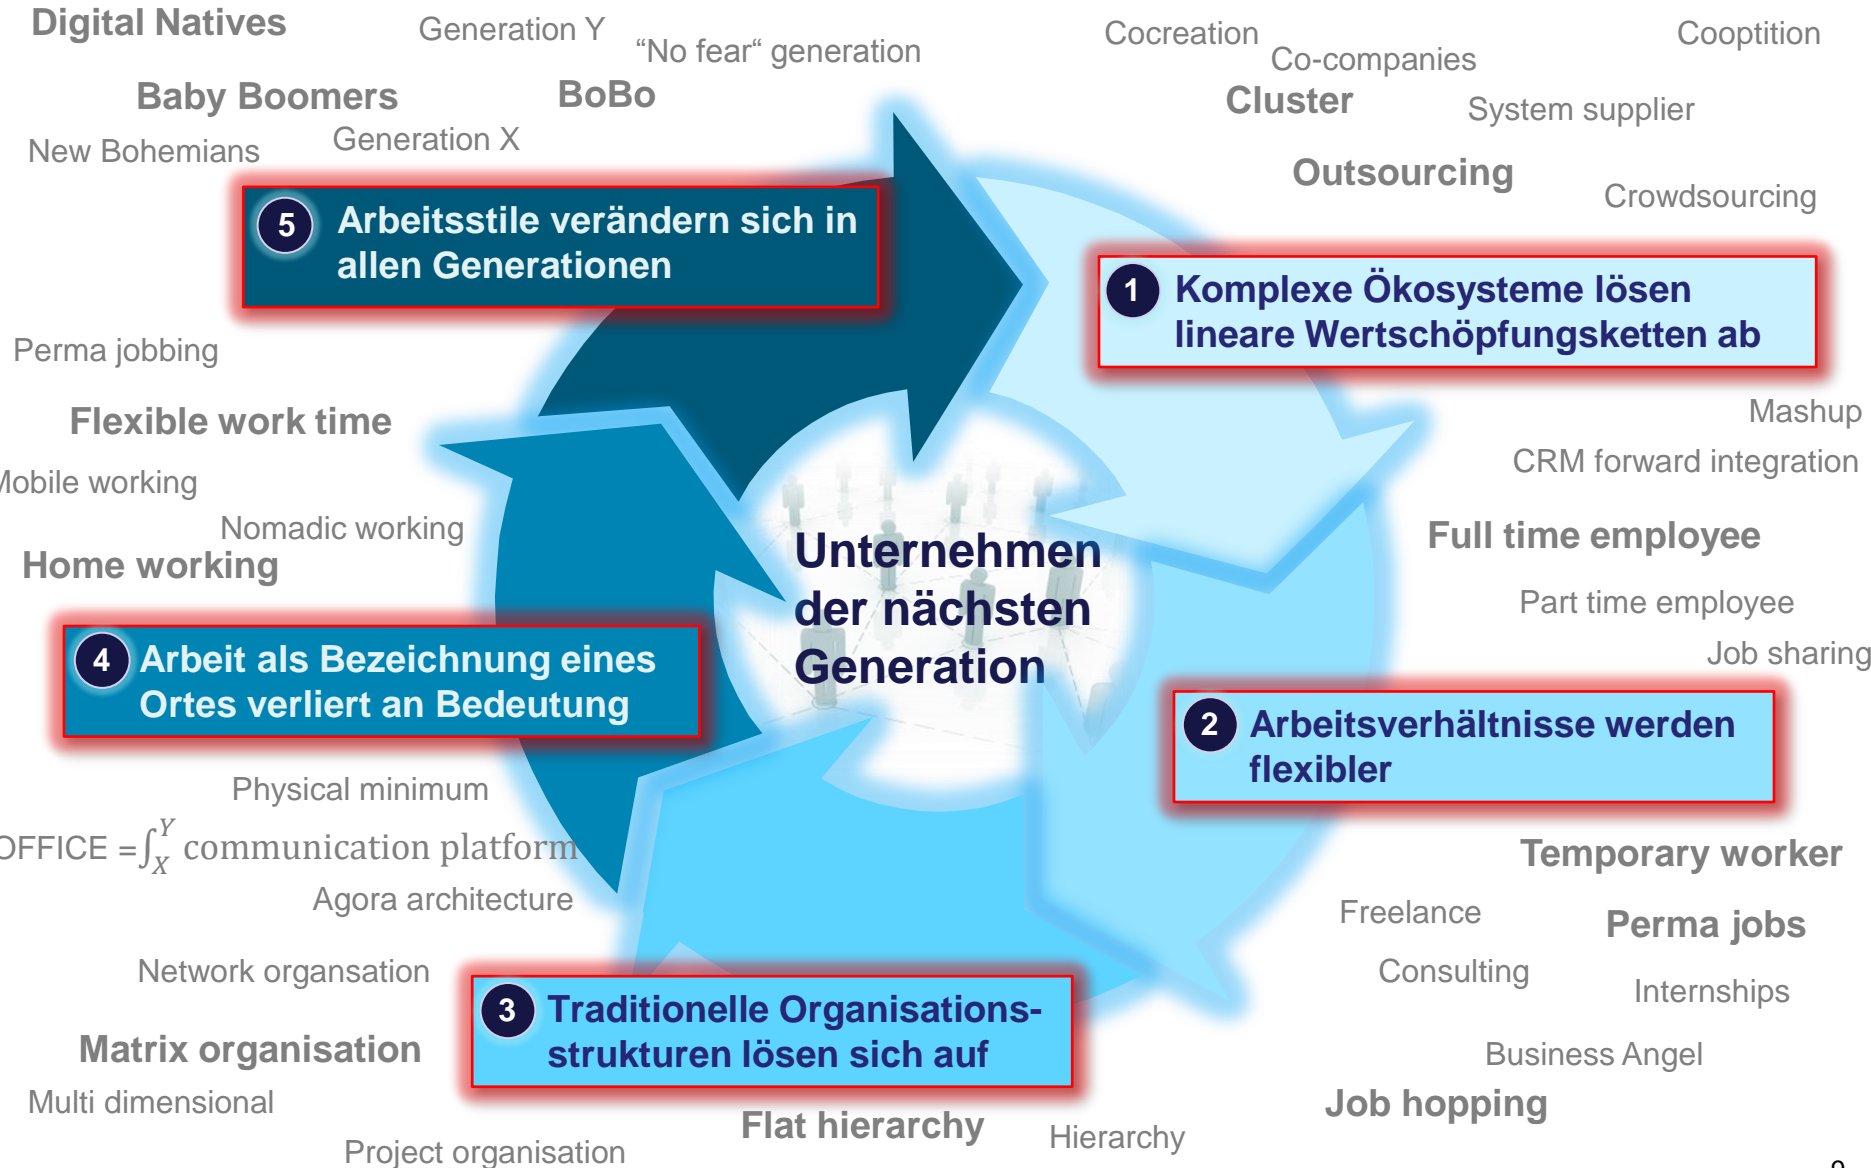 Digital Natives
Generation Y
“No fear“ generation
Baby Boomers
BoBo
New Bohemians
Generation X
Cocreation
Co-companies
Cooptition
Cluster
System supplier
Outsourcing
Crowdsourcing
5 Arbeitsstile verändern sich in
allen Generationen
1 Komplexe Ökosysteme lösen
lineare Wertschöpfungsketten ab
Perma jobbing
Flexible work time
Mobile working
Nomadic working
Home working
Mashup
CRM forward integration
Full time employee
Part time employee
Job sharing
Unternehmen
der nächsten
Generation
4 Arbeit als Bezeichnung eines
Ortes verliert an Bedeutung
2 Arbeitsverhältnisse werden
flexibler
Physical minimum
OFFICE =∫_X^Y communication platform
Agora architecture
Temporary worker
Freelance
Perma jobs
Consulting
Internships
Business Angel
Job hopping
Network organsation
3 Traditionelle Organisations-
strukturen lösen sich auf
Matrix organisation
Multi dimensional
Project organisation
Flat hierarchy
Hierarchy